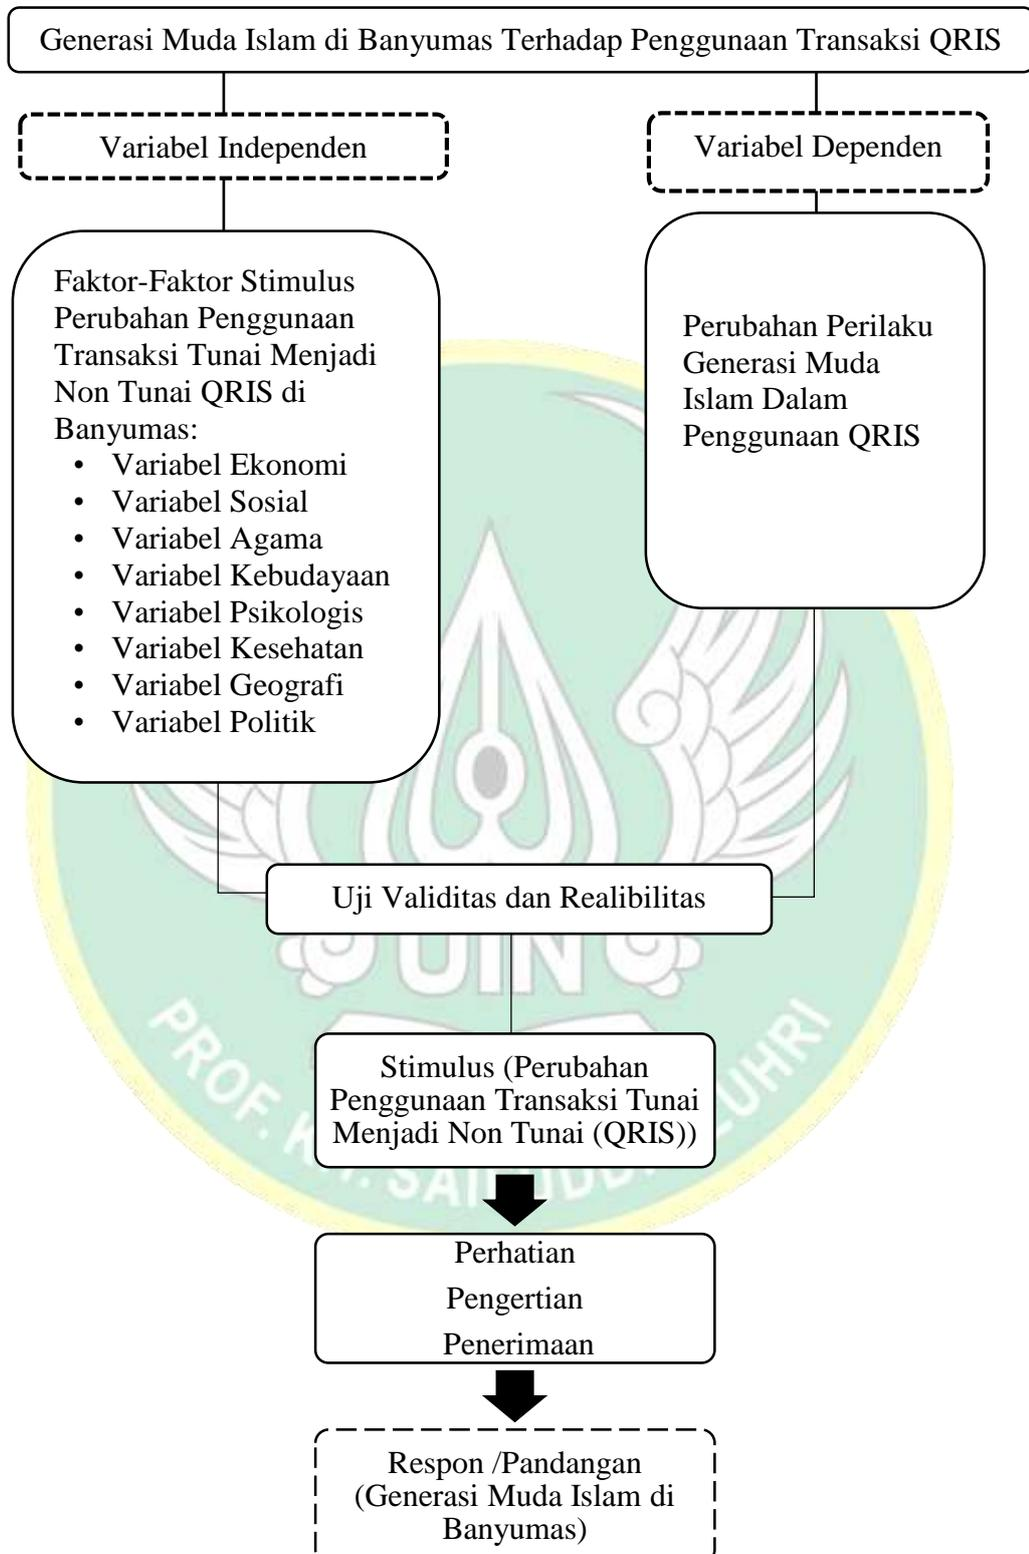 Generasi Muda Islam di Banyumas Terhadap Penggunaan Transaksi QRIS
Variabel Independen
Variabel Dependen
Faktor-Faktor Stimulus
Perubahan Penggunaan
Transaksi Tunai Menjadi
Non Tunai QRIS di
Banyumas:
• Variabel Ekonomi
• Variabel Sosial
• Variabel Agama
• Variabel Kebudayaan
• Variabel Psikologis
• Variabel Kesehatan
• Variabel Geografi
• Variabel Politik
Perubahan Perilaku
Generasi Muda
Islam Dalam
Penggunaan QRIS
Uji Validitas dan Realibilitas
UIN
Stimulus (Perubahan
Penggunaan Transaksi Tunai
Menjadi Non Tunai (QRIS))
PROF.
Perhatian
Pengertian
Penerimaan
Respon /Pandangan
(Generasi Muda Islam di
Banyumas)